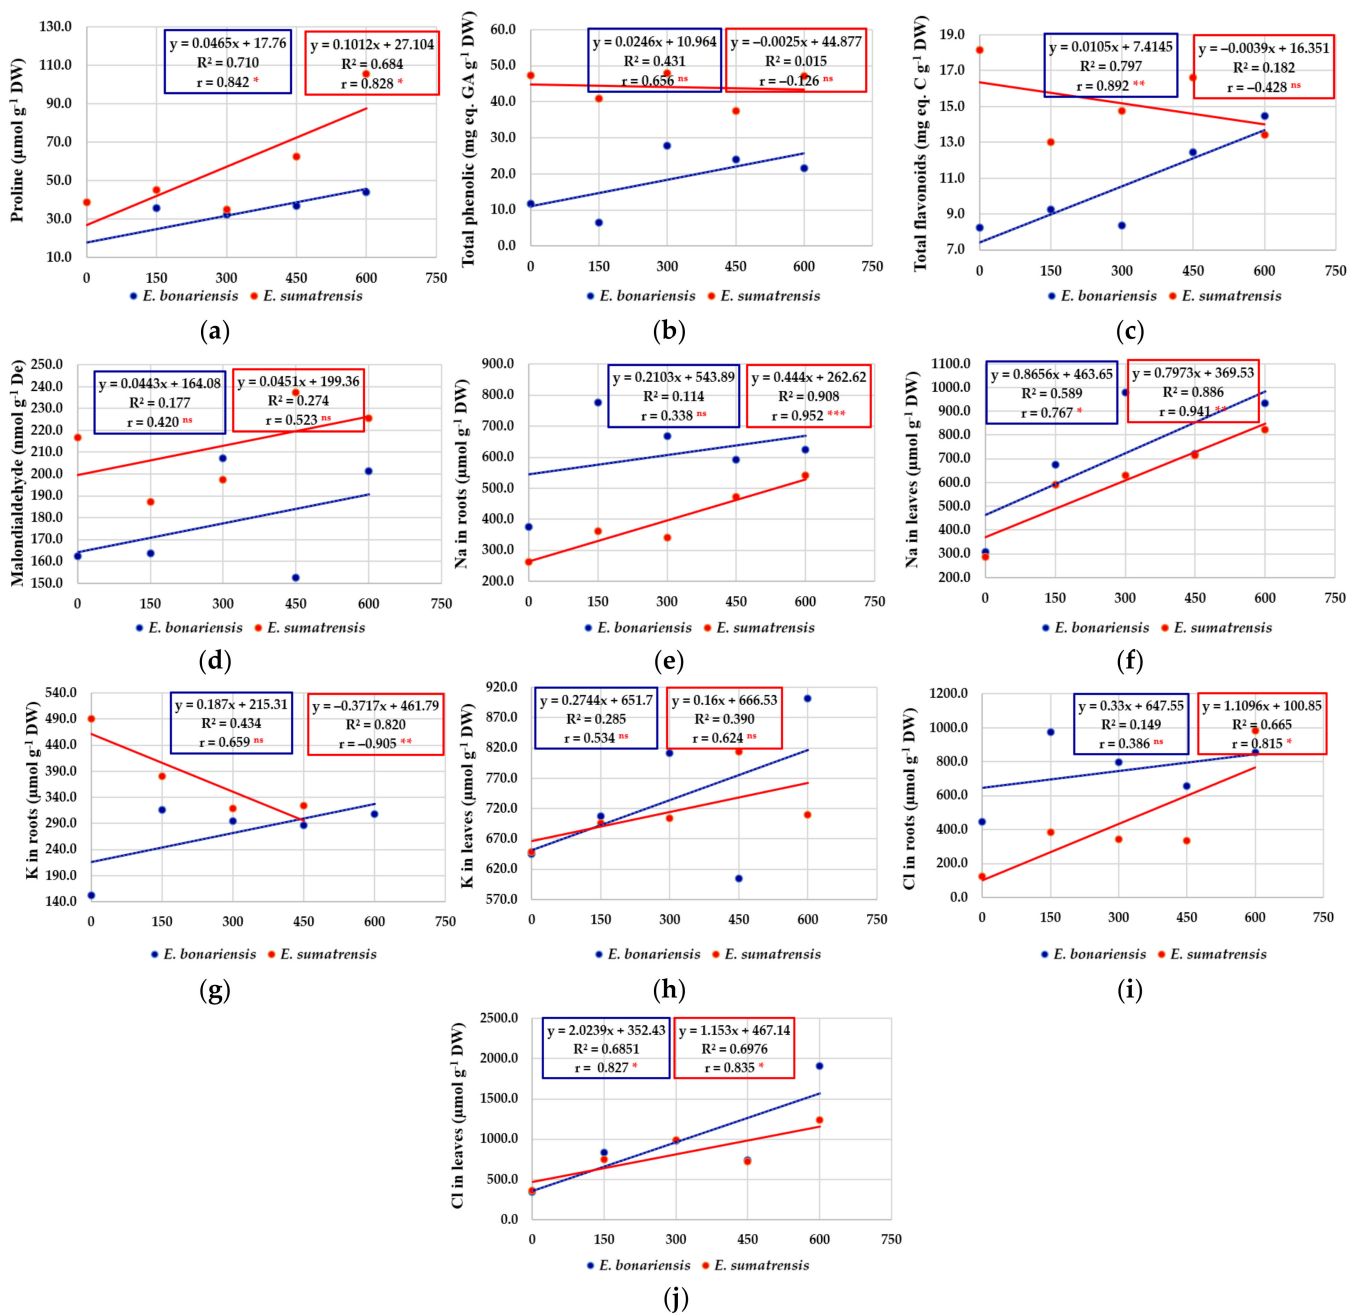 130.0
110.0
90.0
70.0
50.0
30.0
10.0
Proline (µmol g⁻¹ DW)
y = 0.0465x + 17.76
R² = 0.710
r = 0.842 *
y = 0.1012x + 27.104
R² = 0.684
r = 0.828 *
0 150 300 450 600 750
E. bonariensis E. sumatrensis
(a)
60.0
50.0
40.0
30.0
20.0
10.0
0.0
Total phenolic (mg eq. GA g⁻¹ DW)
y = 0.0246x + 10.964
R² = 0.431
r = 0.656 ns
y = –0.0025x + 44.877
R² = 0.015
r = –0.126 ns
0 150 300 450 600 750
E. bonariensis E. sumatrensis
(b)
19.0
17.0
15.0
13.0
11.0
9.0
7.0
Total flavonoids (mg eq. C g⁻¹ DW)
y = 0.0105x + 7.4145
R² = 0.797
r = 0.892 **
y = –0.0039x + 16.351
R² = 0.182
r = –0.428 ns
0 150 300 450 600 750
E. bonariensis E. sumatrensis
(c)
250.0
240.0
230.0
220.0
210.0
200.0
190.0
180.0
170.0
160.0
150.0
Malondialdehyde (nmol g⁻¹ De)
y = 0.0443x + 164.08
R² = 0.177
r = 0.420 ns
y = 0.0451x + 199.36
R² = 0.274
r = 0.523 ns
0 150 300 450 600 750
E. bonariensis E. sumatrensis
(d)
900.0
800.0
700.0
600.0
500.0
400.0
300.0
200.0
Na in roots (µmol g⁻¹ DW)
y = 0.2103x + 543.89
R² = 0.114
r = 0.338 ns
y = 0.444x + 262.62
R² = 0.908
r = 0.952 ***
0 150 300 450 600 750
E. bonariensis E. sumatrensis
(e)
1100.0
1000.0
900.0
800.0
700.0
600.0
500.0
400.0
300.0
200.0
Na in leaves (µmol g⁻¹ DW)
y = 0.8656x + 463.65
R² = 0.589
r = 0.767 *
y = 0.7973x + 369.53
R² = 0.886
r = 0.941 **
0 150 300 450 600 750
E. bonariensis E. sumatrensis
(f)
540.0
490.0
440.0
390.0
340.0
290.0
240.0
190.0
140.0
K in roots (µmol g⁻¹ DW)
y = 0.187x + 215.31
R² = 0.434
r = 0.659 ns
y = –0.3717x + 461.79
R² = 0.820
r = –0.905 **
0 150 300 450 600 750
E. bonariensis E. sumatrensis
(g)
920.0
870.0
820.0
770.0
720.0
670.0
620.0
570.0
K in leaves (µmol g⁻¹ DW)
y = 0.2744x + 651.7
R² = 0.285
r = 0.534 ns
y = 0.16x + 666.53
R² = 0.390
r = 0.624 ns
0 150 300 450 600 750
E. bonariensis E. sumatrensis
(h)
1200.0
1000.0
800.0
600.0
400.0
200.0
0.0
Cl in roots (µmol g⁻¹ DW)
y = 0.33x + 647.55
R² = 0.149
r = 0.386 ns
y = 1.1096x + 100.85
R² = 0.665
r = 0.815 *
0 150 300 450 600 750
E. bonariensis E. sumatrensis
(i)
2500.0
2000.0
1500.0
1000.0
500.0
0.0
Cl in leaves (µmol g⁻¹ DW)
y = 2.0239x + 352.43
R² = 0.6851
r = 0.827 *
y = 1.153x + 467.14
R² = 0.6976
r = 0.835 *
0 150 300 450 600 750
E. bonariensis E. sumatrensis
(j)